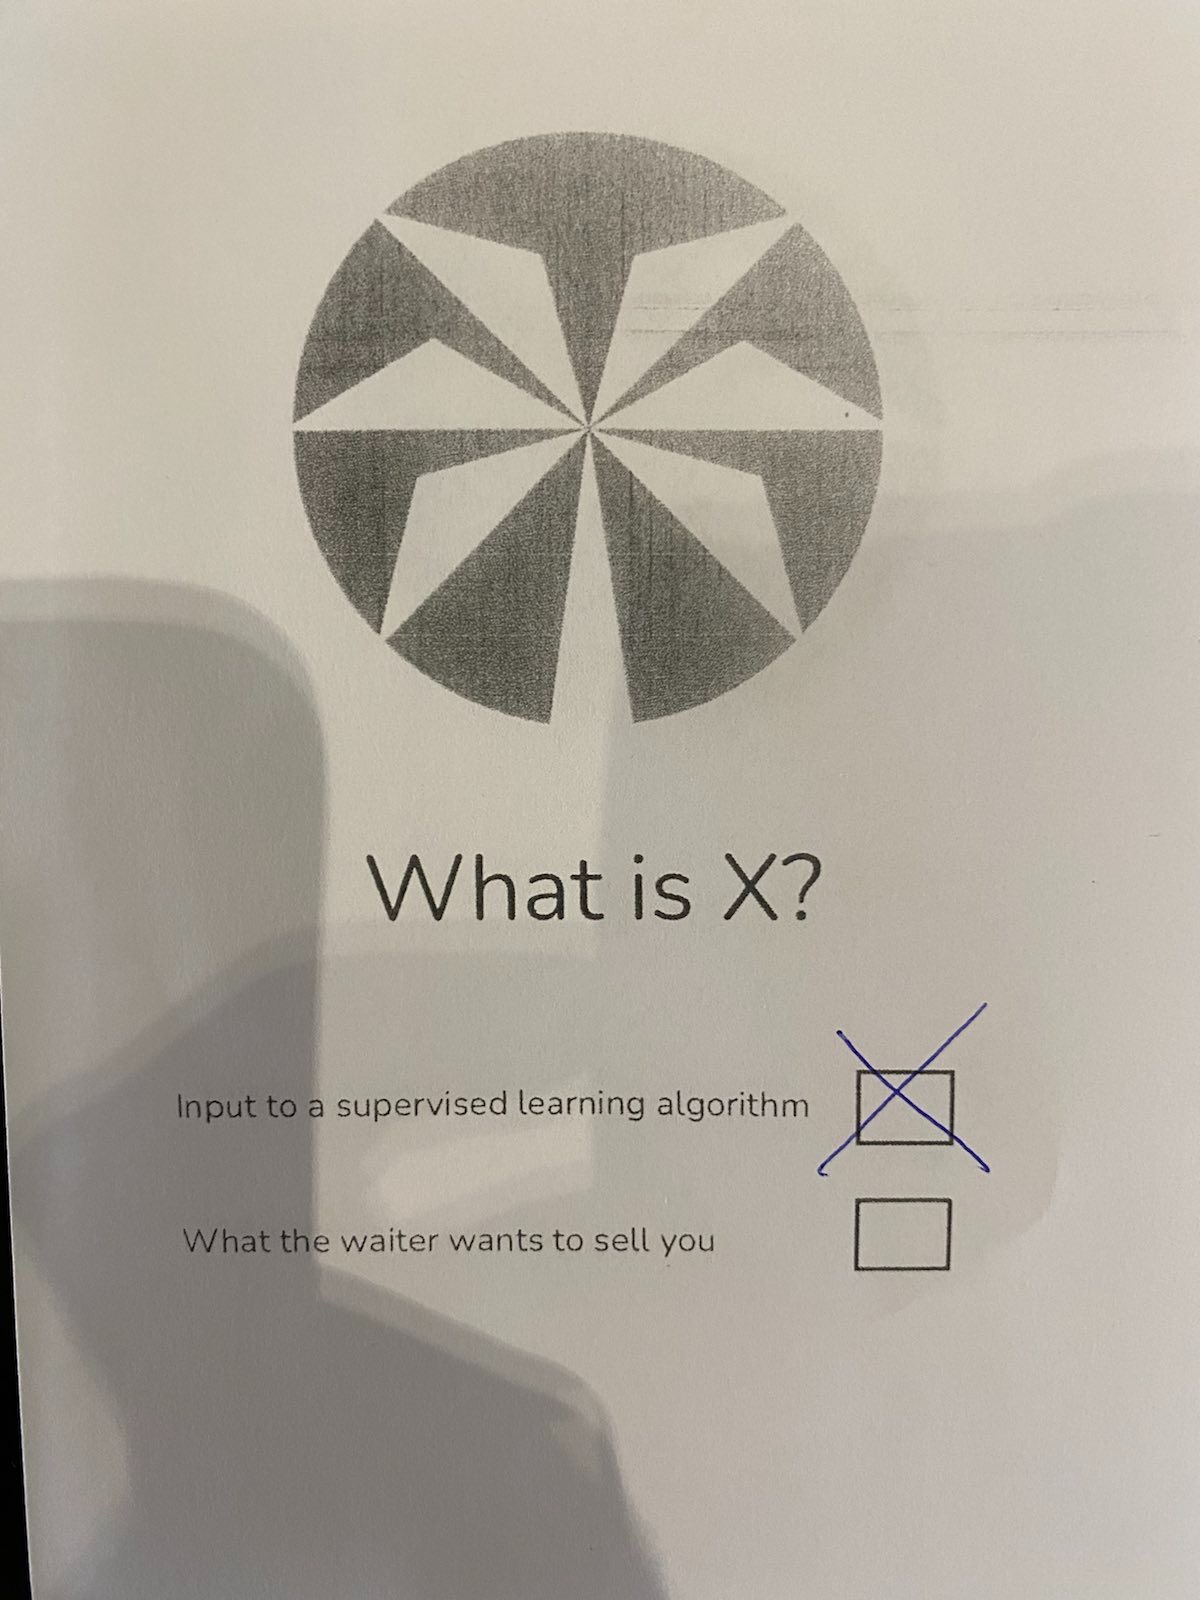 What is X?
Input to a supervised learning algorithm
What the waiter wants to sell you